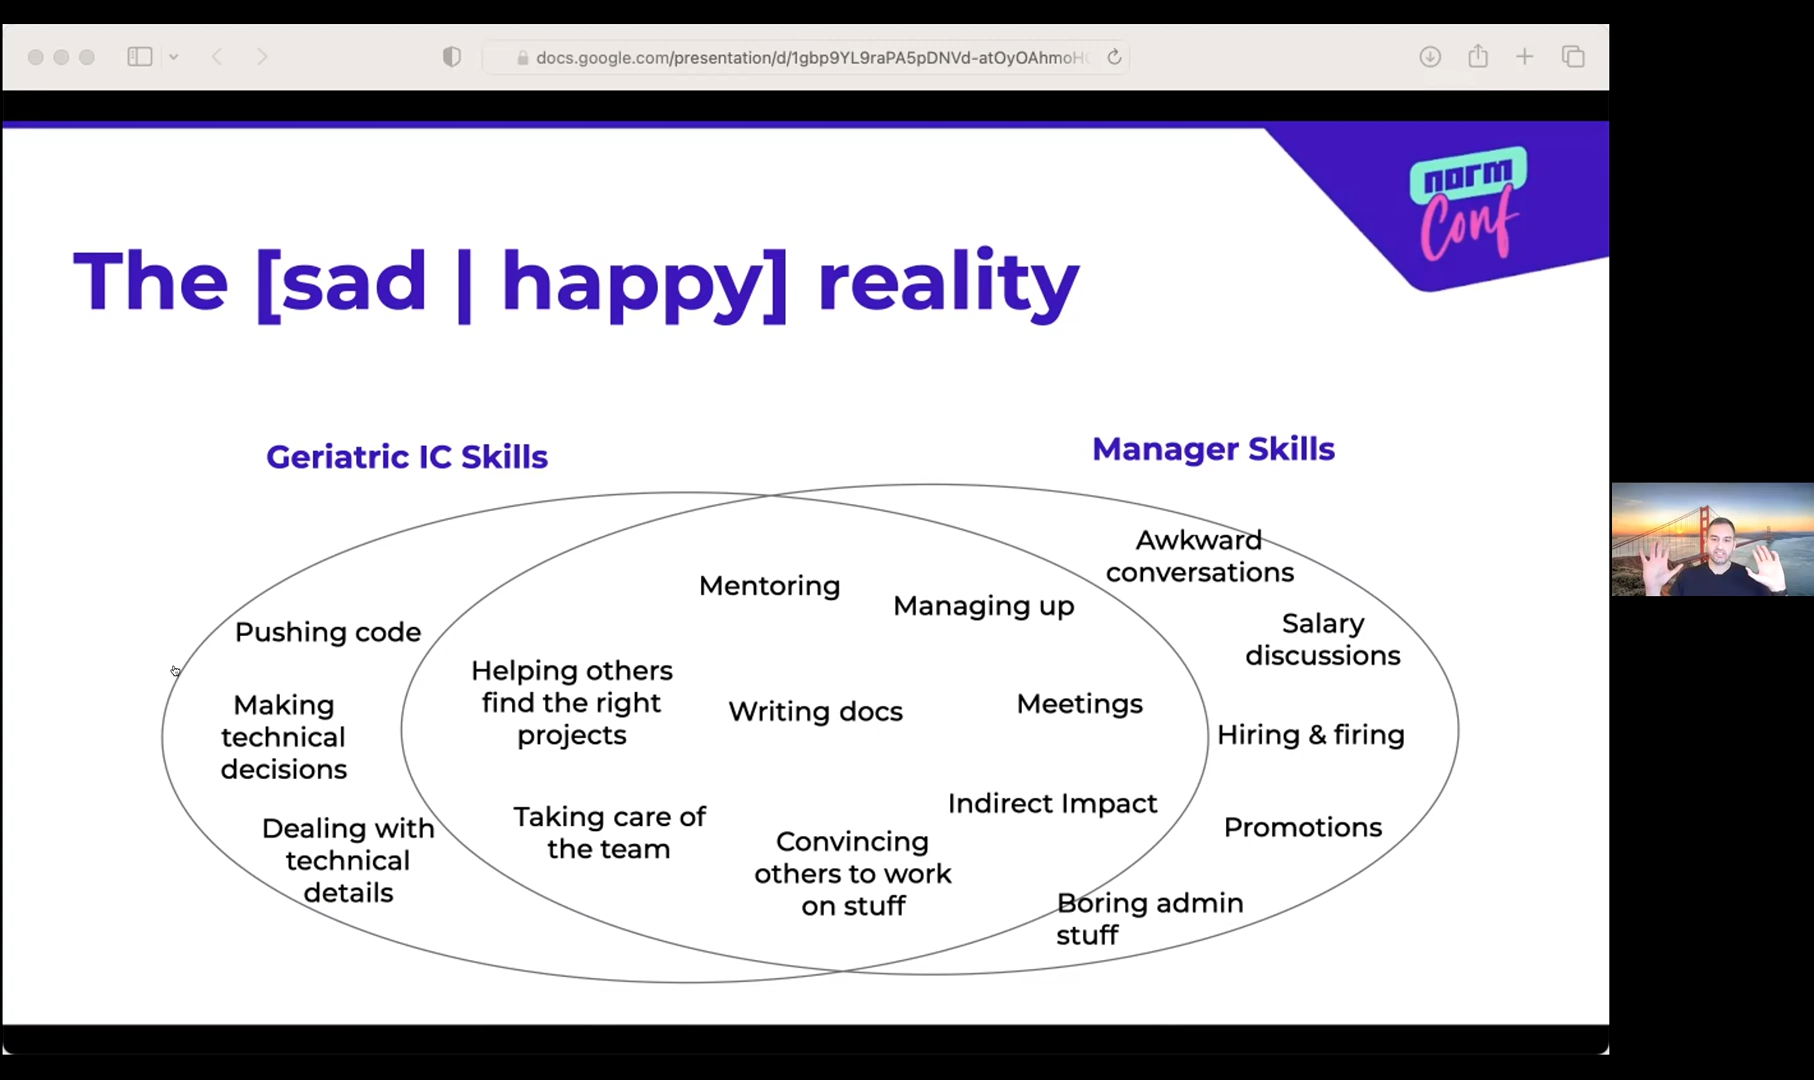 docs.google.com/presentation/d/1gbp9YL9raPA5pDNVd-atOyOAhmoH
norm
Conf
The [sad | happy] reality
Geriatric IC Skills
Manager Skills
Pushing code
Making
technical
decisions
Dealing with
technical
details
Mentoring
Managing up
Helping others
find the right
projects
Writing docs
Meetings
Taking care of
the team
Convincing
others to work
on stuff
Indirect Impact
Awkward
conversations
Salary
discussions
Hiring & firing
Promotions
Boring admin
stuff